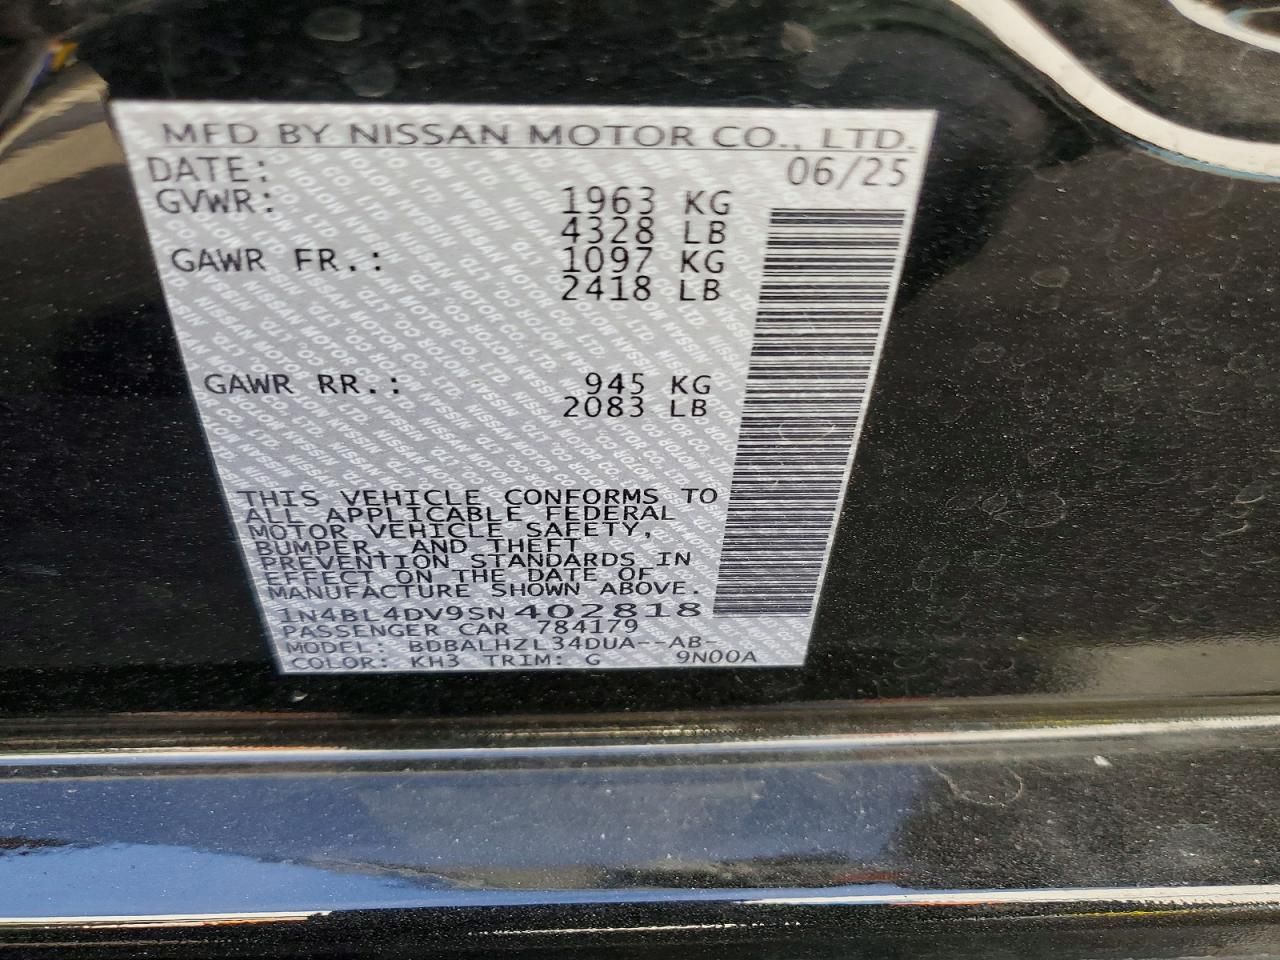 MFD BY NISSAN MOTOR CO., LTD.
DATE: 06/25
GVWR: 1963 KG
4328 LB
GAWR FR.: 1097 KG
2418 LB
GAWR RR.: 945 KG
2083 LB
THIS VEHICLE CONFORMS TO
ALL APPLICABLE FEDERAL
MOTOR VEHICLE SAFETY,
BUMPER, AND THEFT
PREVENTION STANDARDS IN
EFFECT ON THE DATE OF
MANUFACTURE SHOWN ABOVE.
1N4BL4DV9SN402818
PASSENGER CAR 784179
MODEL: BDBALHZL34DUA--AB-
COLOR: KH3 TRIM: G 9N00A